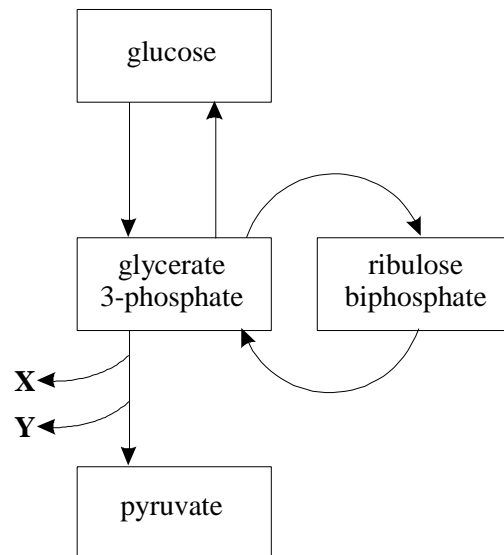 glucose
glycerate
3-phosphate
ribulose
biphosphate
X
Y
pyruvate